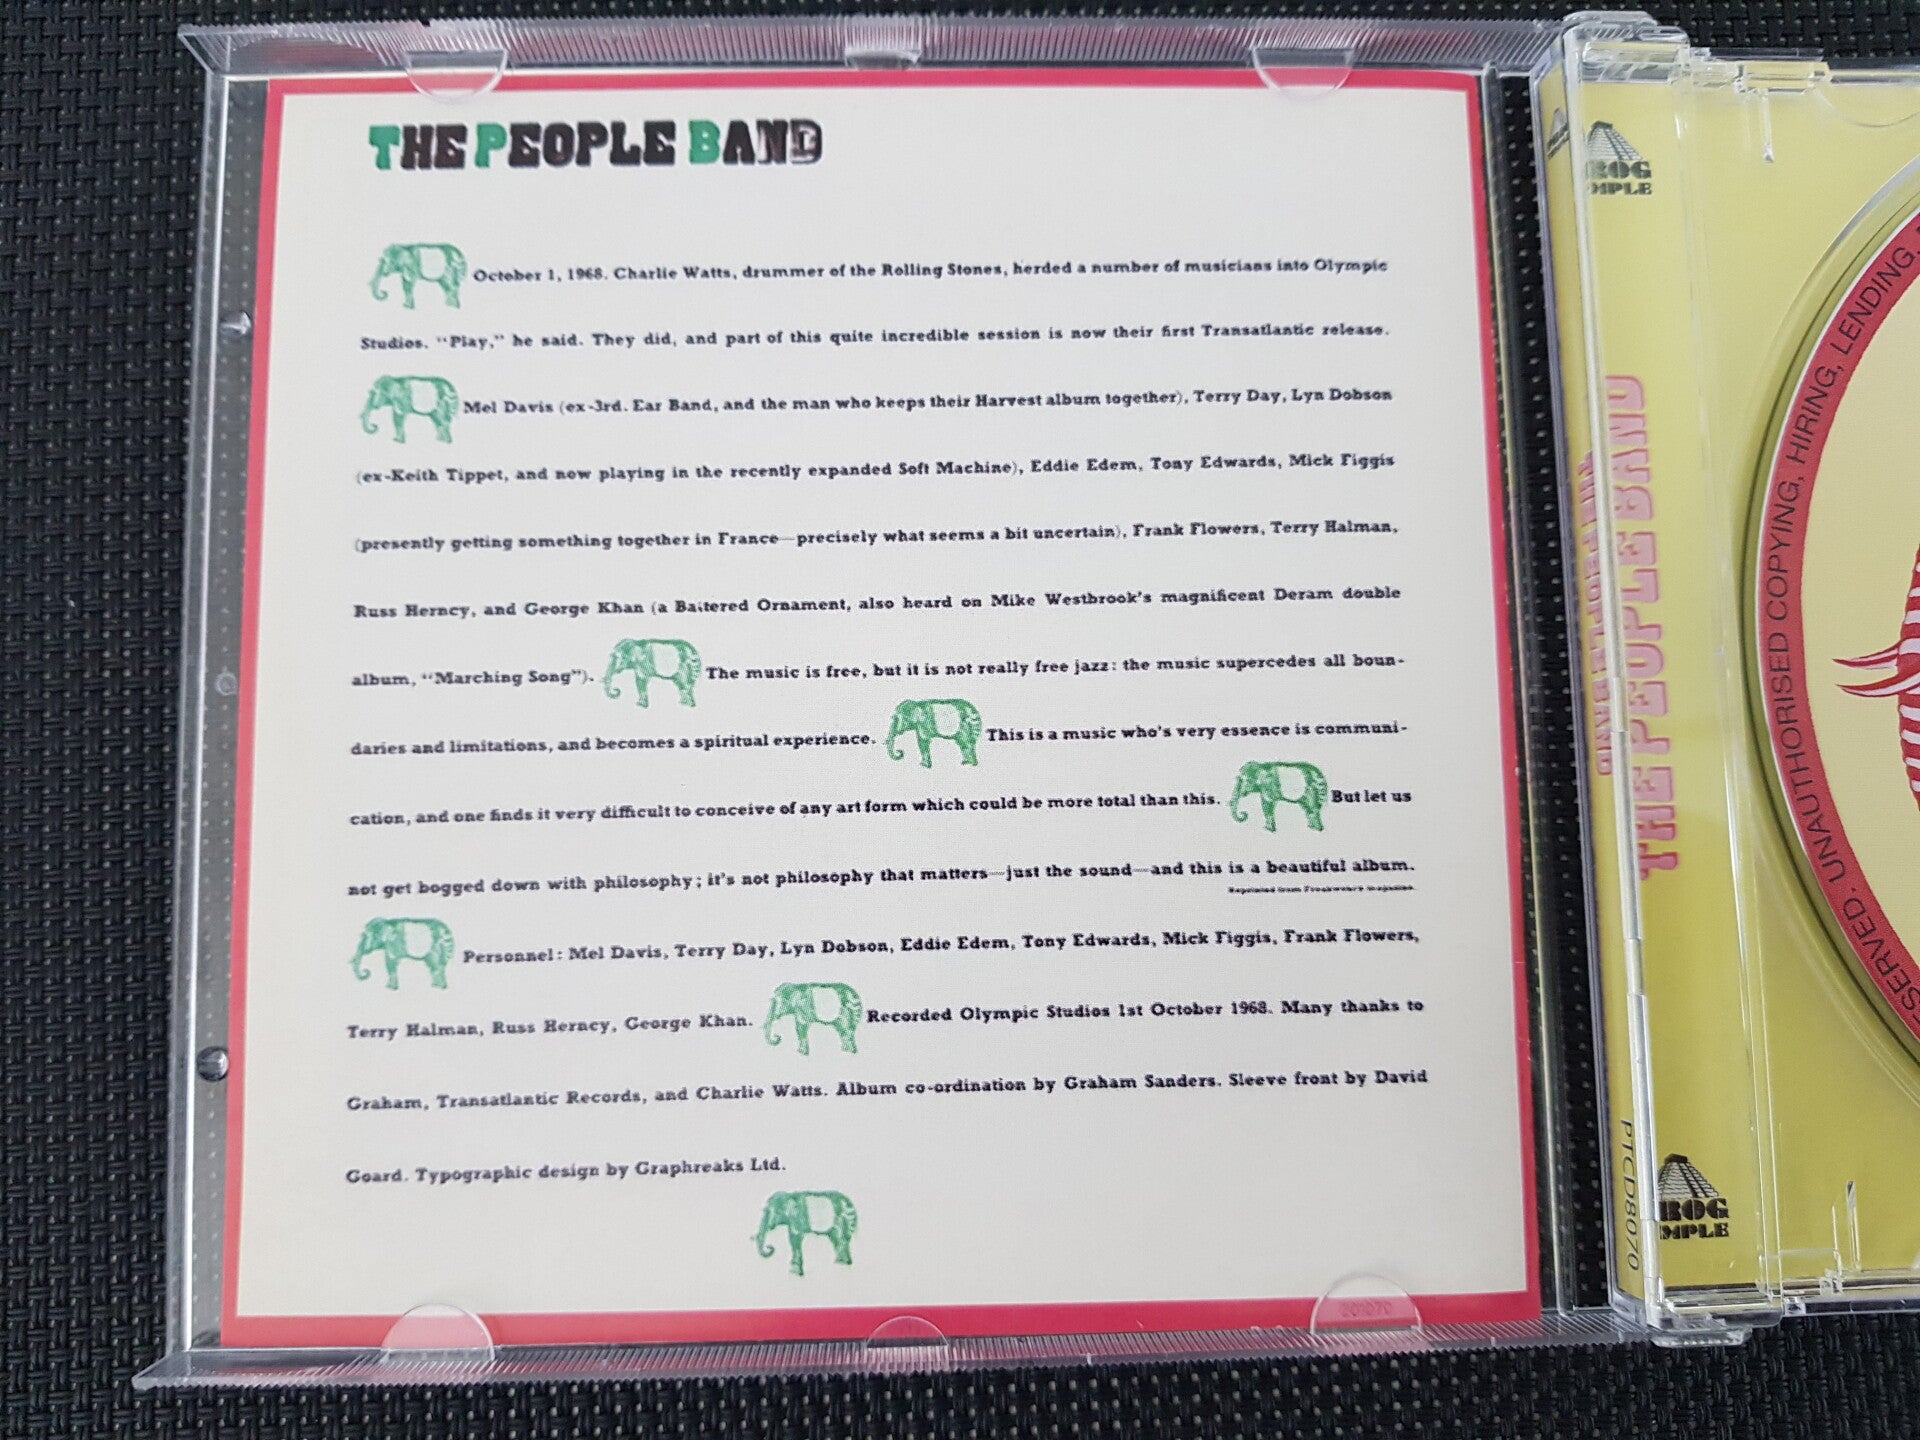 THE PEOPLE BAND
October 1, 1968. Charlie Watts, drummer of the Rolling Stones, herded a number of musicians into Olympic
Studios. “Play,” he said. They did, and part of this quite incredible session is now their first Transatlantic release.
Mel Davis (ex-3rd. Ear Band, and the man who keeps their Harvest album together), Terry Day, Lyn Dobson
(ex-Keith Tippet, and now playing in the recently expanded Soft Machine), Eddie Edem, Tony Edwards, Mick Figgis
(presently getting something together in France—precisely what seems a bit uncertain), Frank Flowers, Terry Halman,
Russ Herncy, and George Khan (a Battered Ornament, also heard on Mike Westbrook's magnificent Deram double
album, “Marching Song”). The music is free, but it is not really free jazz: the music supercedes all boun-
daries and limitations, and becomes a spiritual experience. This is a music who's very essence is communi-
cation, and one finds it very difficult to conceive of any art form which could be more total than this. But let us
not get bogged down with philosophy; it's not philosophy that matters—just the sound—and this is a beautiful album.
Reprinted from magazine.
Personnel: Mel Davis, Terry Day, Lyn Dobson, Eddie Edem, Tony Edwards, Mick Figgis, Frank Flowers,
Terry Halman, Russ Herncy, George Khan. Recorded Olympic Studios 1st October 1968. Many thanks to
Graham, Transatlantic Records, and Charlie Watts. Album co-ordination by Graham Sanders. Sleeve front by David
Goard. Typographic design by Graphreaks Ltd.
ROG
MPLE
THE PEOPLE BAND
PTCD8070
ROG
MPLE
SERVED. UNAUTHORISED COPYING, HIRING, LENDING,